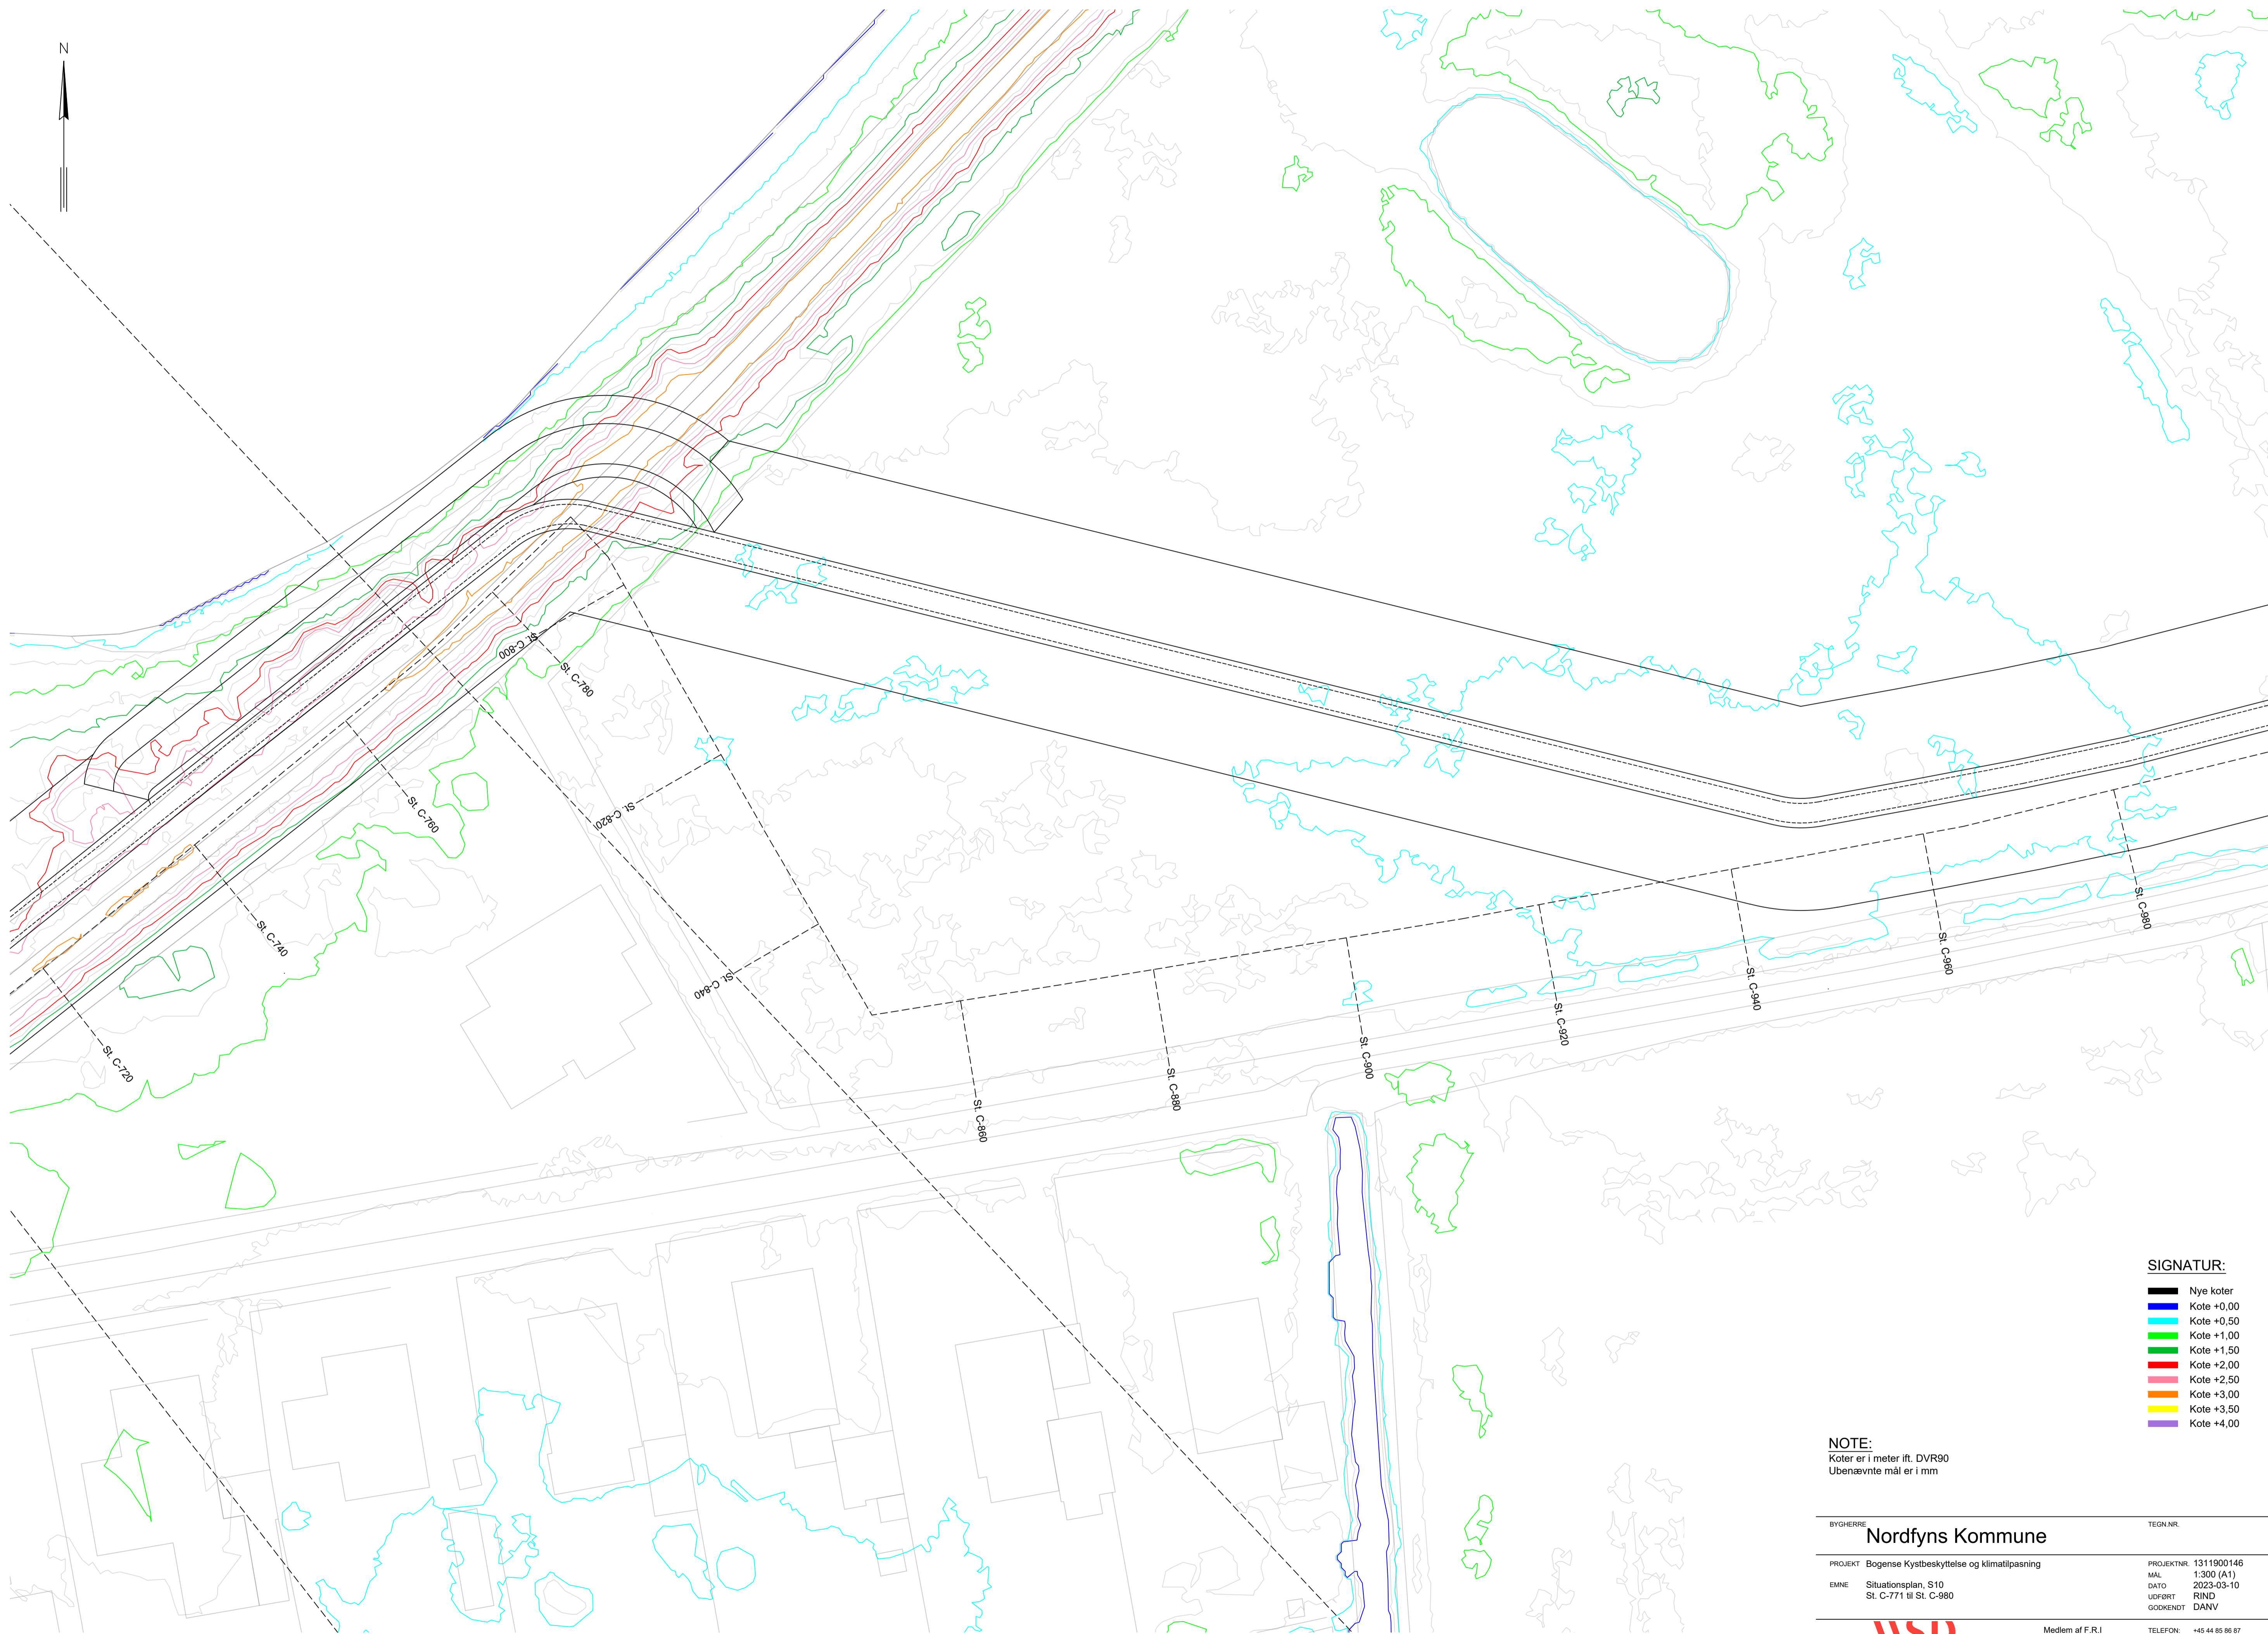 N
St. C-800
St. C-780
St. C-820
St. C-760
St. C-740
St. C-840
St. C-720
St. C-860
St. C-880
St. C-900
St. C-920
St. C-940
St. C-960
St. C-980
SIGNATUR:
Nye koter
Kote +0,00
Kote +0,50
Kote +1,00
Kote +1,50
Kote +2,00
Kote +2,50
Kote +3,00
Kote +3,50
Kote +4,00
NOTE:
Koter er i meter ift. DVR90
Ubenævnte mål er i mm
BYGHERRE Nordfyns Kommune
TEGN.NR.
PROJEKT Bogense Kystbeskyttelse og klimatilpasning
EMNE Situationsplan, S10
St. C-771 til St. C-980
PROJEKTNR. 1311900146
MÅL 1:300 (A1)
DATO 2023-03-10
UDFØRT RIND
GODKENDT DANV
Medlem af F.R.I
TELEFON: +45 44 85 86 87